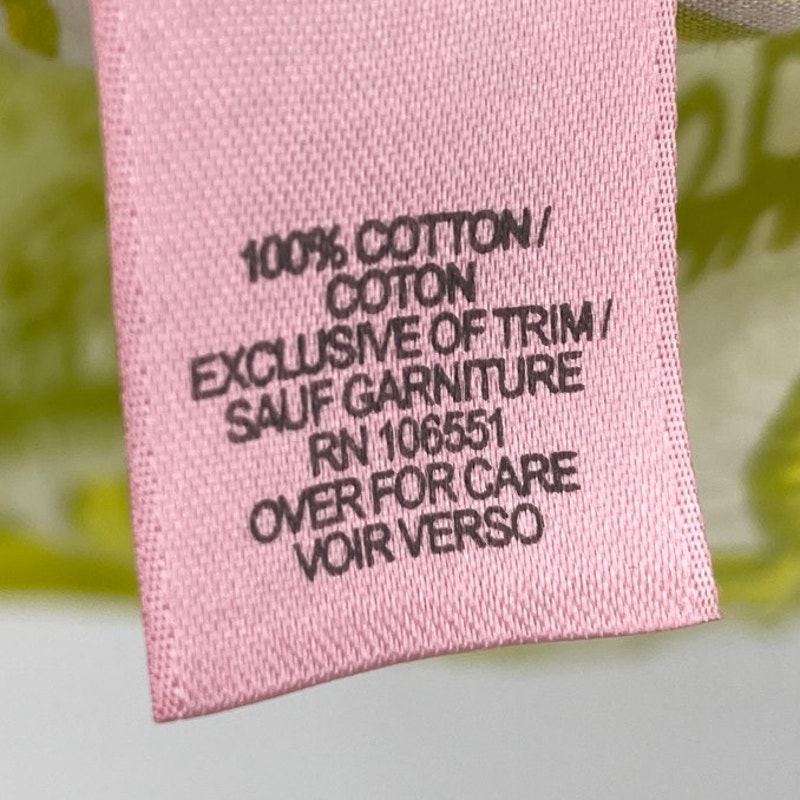 100% COTTON /
COTON
EXCLUSIVE OF TRIM /
SAUF GARNITURE
RN 106551
OVER FOR CARE
VOIR VERSO